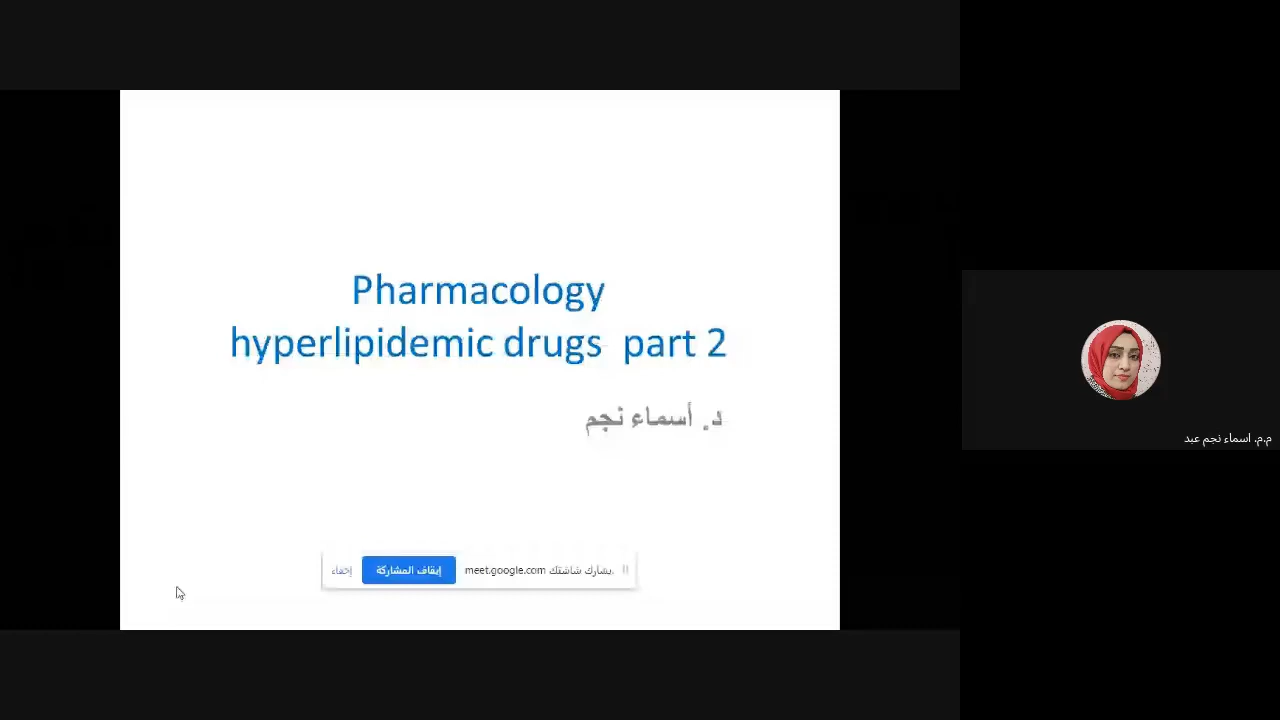 Pharmacology
hyperlipidemic drugs part 2
د. أسماء نجم
meet.google.com يشارك شاشتك.
إيقاف المشاركة
إخفاء
م.م. اسماء نجم عبد